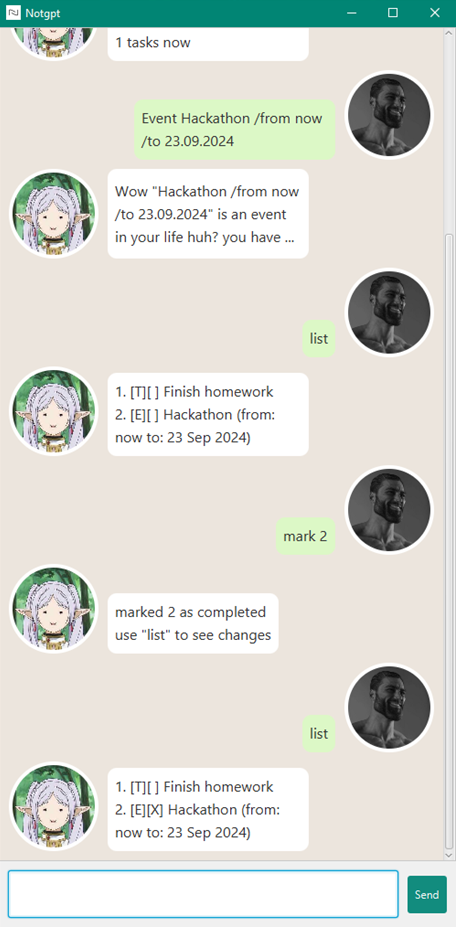 Notgpt
1 tasks now
Event Hackathon /from now
/to 23.09.2024
Wow "Hackathon /from now
/to 23.09.2024" is an event
in your life huh? you have ...
list
1. [T][ ] Finish homework
2. [E][ ] Hackathon (from:
now to: 23 Sep 2024)
mark 2
marked 2 as completed
use "list" to see changes
list
1. [T][ ] Finish homework
2. [E][X] Hackathon (from:
now to: 23 Sep 2024)
Send